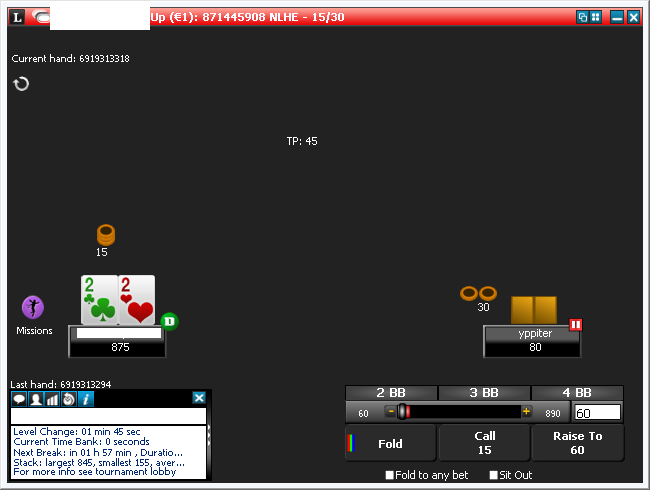 L Up (€1): 871445908 NLHE - 15/30
Current hand: 6919313318
TP: 45
15
30
2 2
D
Missions
875
yppiter
80
Last hand: 6919313294
2 BB 3 BB 4 BB
60 - + 890 60
Fold
Call
15
Raise To
60
Level Change: 01 min 45 sec
Current Time Bank: 0 seconds
Next Break: in 01 h 57 min , Duratio...
Stack: largest 845, smallest 155, aver...
For more info see tournament lobby
Fold to any bet Sit Out